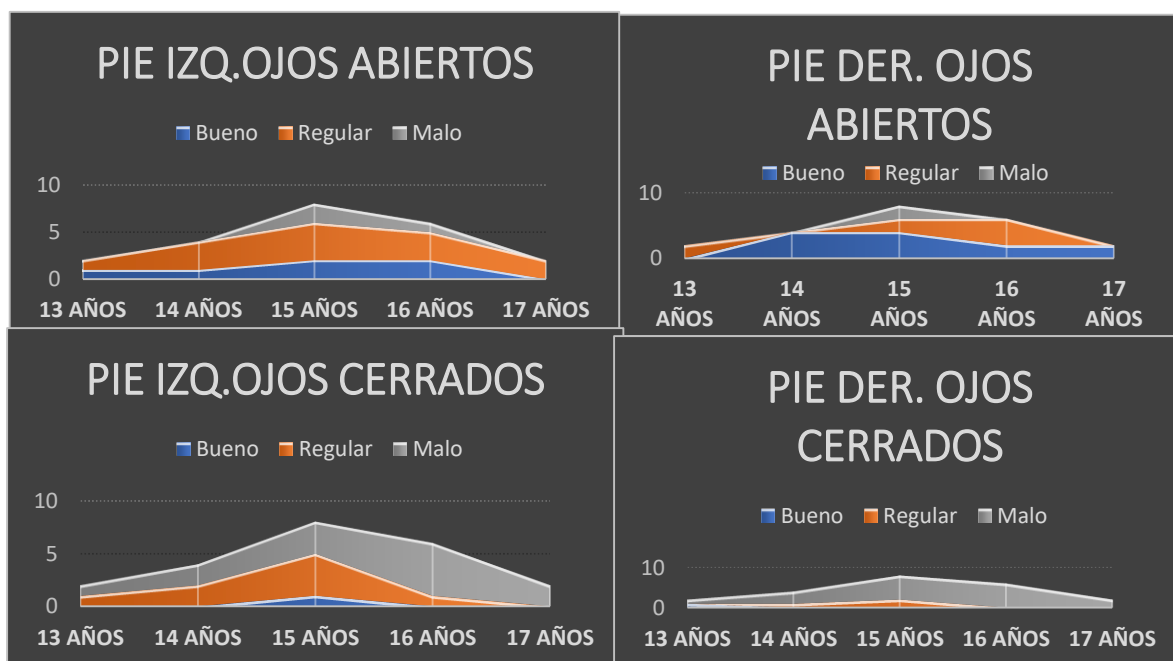 PIE IZQ.OJOS ABIERTOS
Bueno Regular Malo
10
5
0
13 AÑOS 14 AÑOS 15 AÑOS 16 AÑOS 17 AÑOS
PIE DER. OJOS
ABIERTOS
Bueno Regular Malo
10
0
13 14 15 16 17
AÑOS AÑOS AÑOS AÑOS AÑOS
PIE IZQ.OJOS CERRADOS
Bueno Regular Malo
10
5
0
13 AÑOS 14 AÑOS 15 AÑOS 16 AÑOS 17 AÑOS
PIE DER. OJOS
CERRADOS
Bueno Regular Malo
10
0
13 AÑOS 14 AÑOS 15 AÑOS 16 AÑOS 17 AÑOS